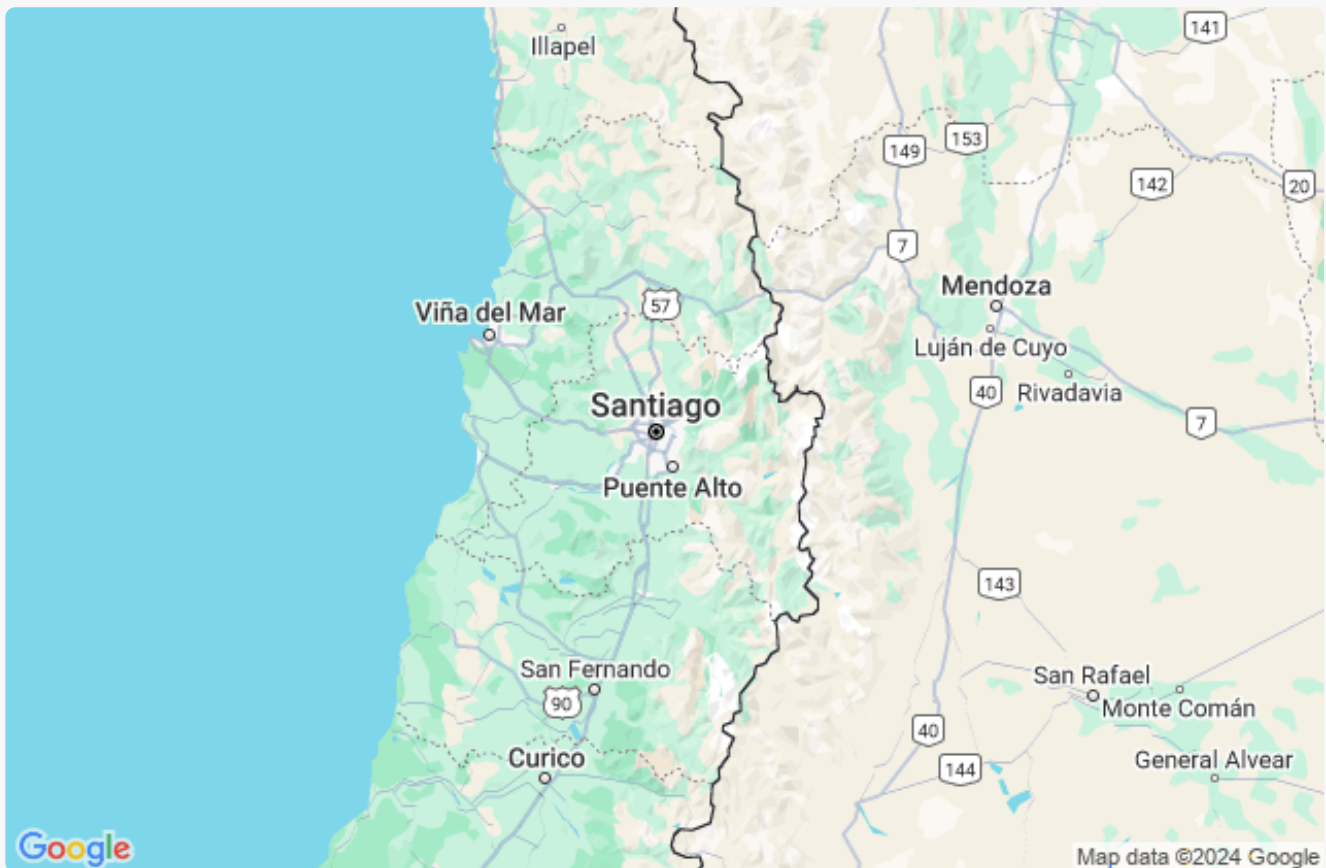 Illapel
141
149
153
142
20
7
Mendoza
57
Viña del Mar
Luján de Cuyo
Rivadavia
40
Santiago
7
Puente Alto
143
San Fernando
San Rafael
90
Monte Comán
40
Curico
144
General Alvear
Google
Map data ©2024 Google